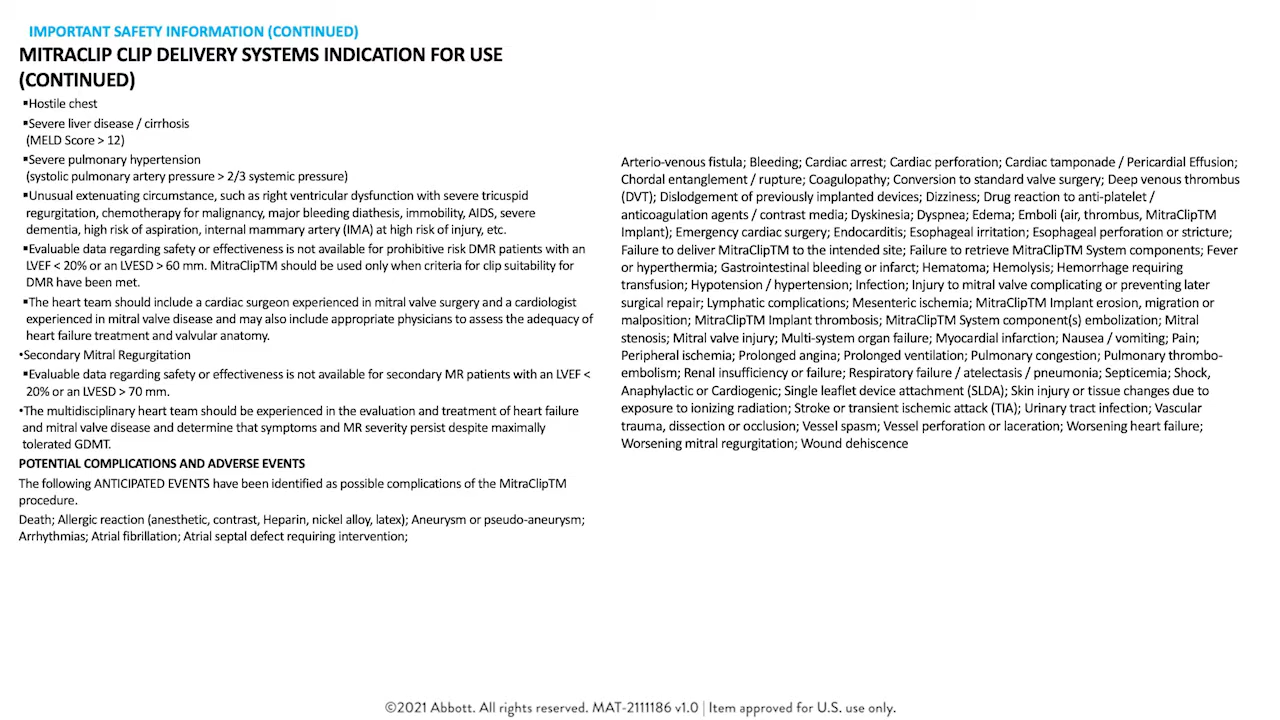 IMPORTANT SAFETY INFORMATION (CONTINUED)
MITRACLIP CLIP DELIVERY SYSTEMS INDICATION FOR USE
(CONTINUED)
▪Hostile chest
▪Severe liver disease / cirrhosis
(MELD Score > 12)
▪Severe pulmonary hypertension
(systolic pulmonary artery pressure > 2/3 systemic pressure)
▪Unusual extenuating circumstance, such as right ventricular dysfunction with severe tricuspid
regurgitation, chemotherapy for malignancy, major bleeding diathesis, immobility, AIDS, severe
dementia, high risk of aspiration, internal mammary artery (IMA) at high risk of injury, etc.
▪Evaluable data regarding safety or effectiveness is not available for prohibitive risk DMR patients with an
LVEF < 20% or an LVESD > 60 mm. MitraClipTM should be used only when criteria for clip suitability for
DMR have been met.
▪The heart team should include a cardiac surgeon experienced in mitral valve surgery and a cardiologist
experienced in mitral valve disease and may also include appropriate physicians to assess the adequacy of
heart failure treatment and valvular anatomy.
•Secondary Mitral Regurgitation
▪Evaluable data regarding safety or effectiveness is not available for secondary MR patients with an LVEF <
20% or an LVESD > 70 mm.
•The multidisciplinary heart team should be experienced in the evaluation and treatment of heart failure
and mitral valve disease and determine that symptoms and MR severity persist despite maximally
tolerated GDMT.
POTENTIAL COMPLICATIONS AND ADVERSE EVENTS
The following ANTICIPATED EVENTS have been identified as possible complications of the MitraClipTM
procedure.
Death; Allergic reaction (anesthetic, contrast, Heparin, nickel alloy, latex); Aneurysm or pseudo-aneurysm;
Arrhythmias; Atrial fibrillation; Atrial septal defect requiring intervention;
Arterio-venous fistula; Bleeding; Cardiac arrest; Cardiac perforation; Cardiac tamponade / Pericardial Effusion;
Chordal entanglement / rupture; Coagulopathy; Conversion to standard valve surgery; Deep venous thrombus
(DVT); Dislodgement of previously implanted devices; Dizziness; Drug reaction to anti-platelet /
anticoagulation agents / contrast media; Dyskinesia; Dyspnea; Edema; Emboli (air, thrombus, MitraClipTM
Implant); Emergency cardiac surgery; Endocarditis; Esophageal irritation; Esophageal perforation or stricture;
Failure to deliver MitraClipTM to the intended site; Failure to retrieve MitraClipTM System components; Fever
or hyperthermia; Gastrointestinal bleeding or infarct; Hematoma; Hemolysis; Hemorrhage requiring
transfusion; Hypotension / hypertension; Infection; Injury to mitral valve complicating or preventing later
surgical repair; Lymphatic complications; Mesenteric ischemia; MitraClipTM Implant erosion, migration or
malposition; MitraClipTM Implant thrombosis; MitraClipTM System component(s) embolization; Mitral
stenosis; Mitral valve injury; Multi-system organ failure; Myocardial infarction; Nausea / vomiting; Pain;
Peripheral ischemia; Prolonged angina; Prolonged ventilation; Pulmonary congestion; Pulmonary thrombo-
embolism; Renal insufficiency or failure; Respiratory failure / atelectasis / pneumonia; Septicemia; Shock,
Anaphylactic or Cardiogenic; Single leaflet device attachment (SLDA); Skin injury or tissue changes due to
exposure to ionizing radiation; Stroke or transient ischemic attack (TIA); Urinary tract infection; Vascular
trauma, dissection or occlusion; Vessel spasm; Vessel perforation or laceration; Worsening heart failure;
Worsening mitral regurgitation; Wound dehiscence
©2021 Abbott. All rights reserved. MAT-2111186 v1.0 | Item approved for U.S. use only.